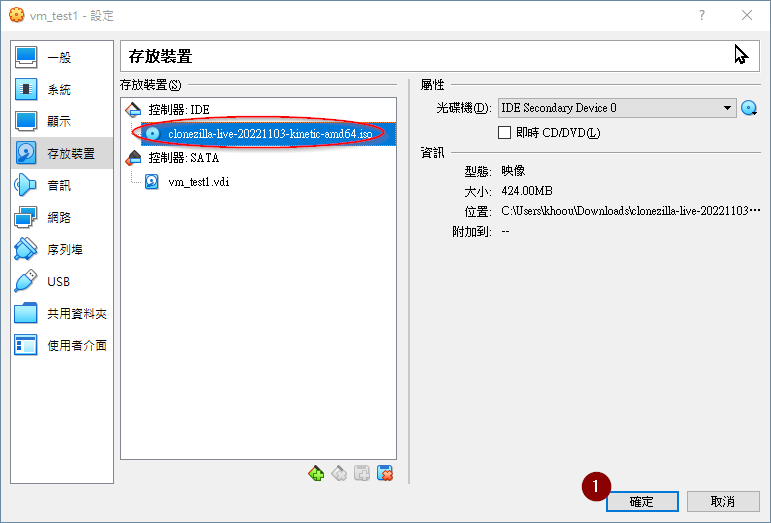 vm_test1 - 設定
一般
系統
顯示
存放裝置
音訊
網路
序列埠
USB
共用資料夾
使用者介面
存放裝置
存放裝置(S)
控制器: IDE
clonezilla-live-20221103-kinetic-amd64.iso
控制器: SATA
vm_test1.vdi
屬性
光碟機(D): IDE Secondary Device 0
即時 CD/DVD(L)
資訊
型態: 映像
大小: 424.00MB
位置: C:\Users\khoou\Downloads\clonezilla-live-20221103-⋯
附加到: --
1
確定
取消